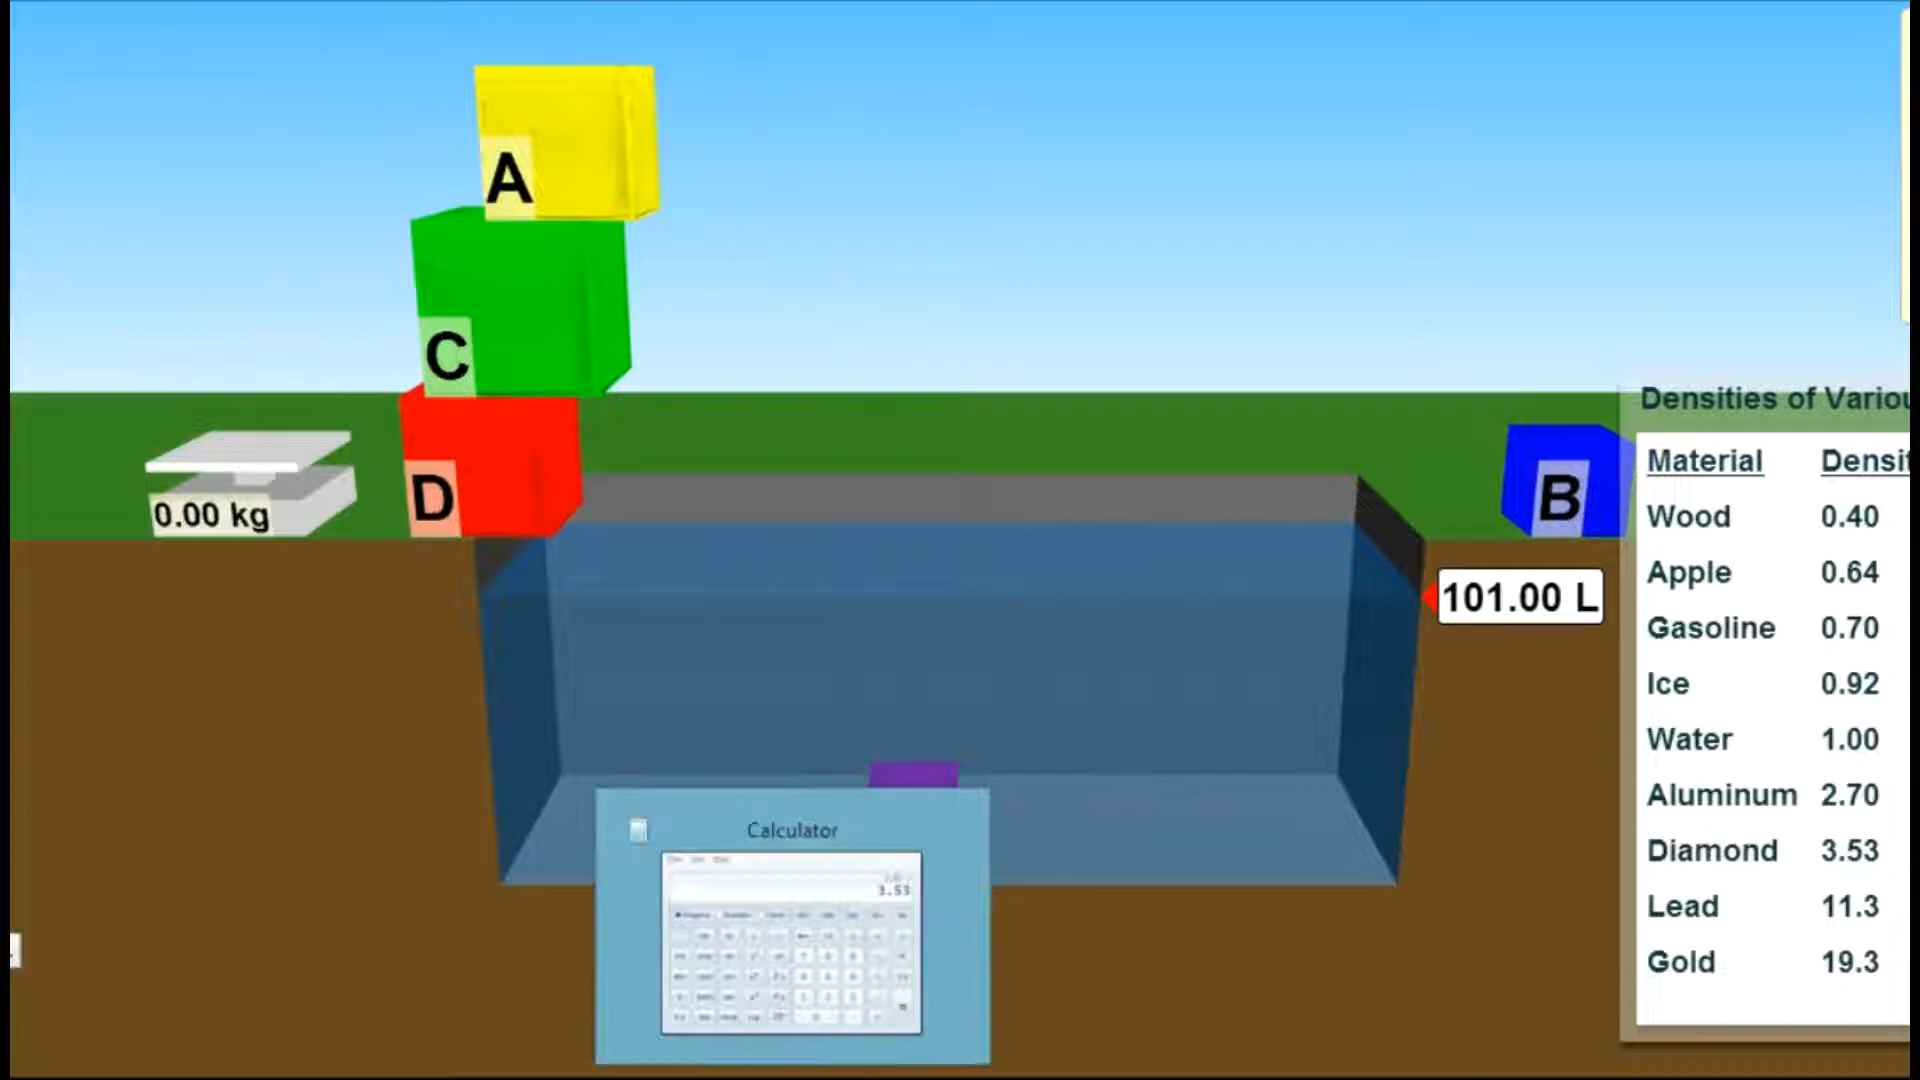 A
C
D
0.00 kg
B
101.00 L
Densities of Variou
Material Densit
Wood 0.40
Apple 0.64
Gasoline 0.70
Ice 0.92
Water 1.00
Aluminum 2.70
Diamond 3.53
Lead 11.3
Gold 19.3
Calculator
3.53